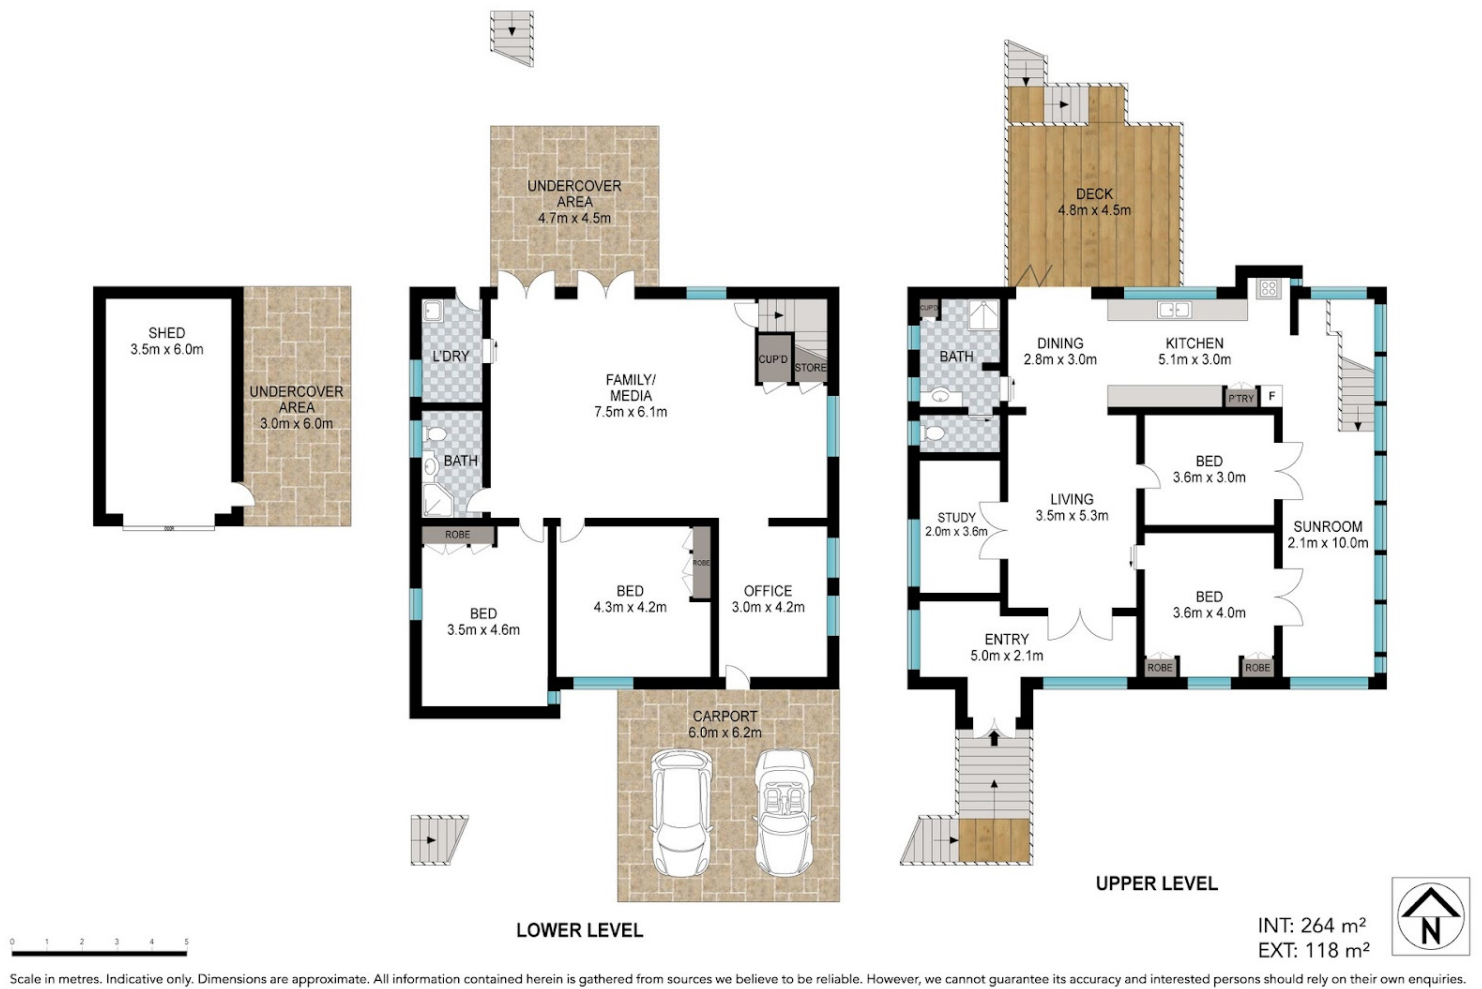 UNDERCOVER
AREA
4.7m x 4.5m
SHED
3.5m x 6.0m
UNDERCOVER
AREA
3.0m x 6.0m
DOOR
L'DRY
FAMILY/
MEDIA
7.5m x 6.1m
CUP'D
STORE
BATH
ROBE
BED
3.5m x 4.6m
BED
4.3m x 4.2m
ROBE
OFFICE
3.0m x 4.2m
CARPORT
6.0m x 6.2m
LOWER LEVEL
DECK
4.8m x 4.5m
CUP'D
BATH
DINING
2.8m x 3.0m
KITCHEN
5.1m x 3.0m
P'TRY
F
BED
3.6m x 3.0m
LIVING
3.5m x 5.3m
STUDY
2.0m x 3.6m
SUNROOM
2.1m x 10.0m
BED
3.6m x 4.0m
ENTRY
5.0m x 2.1m
ROBE
ROBE
UPPER LEVEL
INT: 264 m²
EXT: 118 m²
N
0 1 2 3 4 5
Scale in metres. Indicative only. Dimensions are approximate. All information contained herein is gathered from sources we believe to be reliable. However, we cannot guarantee its accuracy and interested persons should rely on their own enquiries.